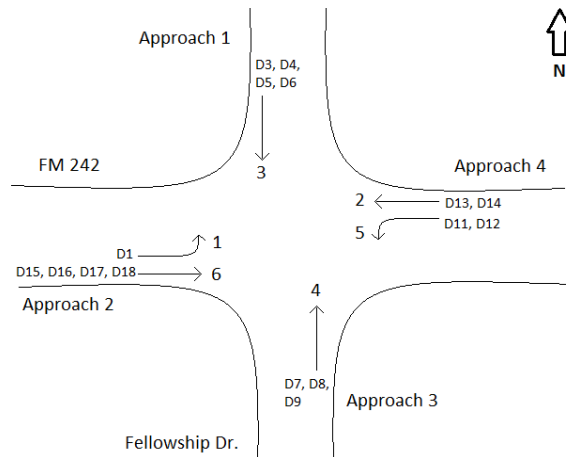 Approach 1
N
D3, D4,
D5, D6
FM 242
3
Approach 4
2
D13, D14
5
D11, D12
1
D1
D15, D16, D17, D18
6
Approach 2
4
D7, D8,
D9
Approach 3
Fellowship Dr.